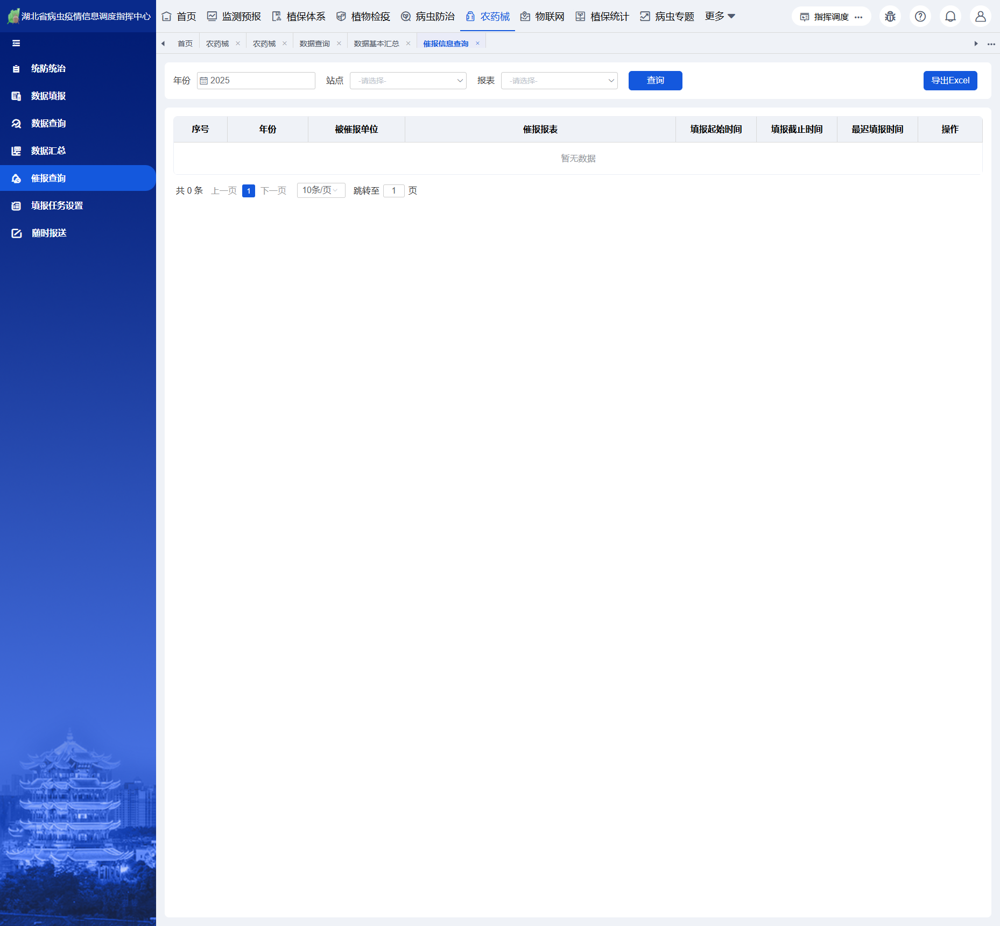 湖北省病虫疫情信息调度指挥中心
首页 监测预报 植保体系 植物检疫 病虫防治 农药械 物联网 植保统计 病虫专题 更多 指挥调度
首页 农药械 农药械 数据查询 数据基本汇总 催报信息查询
统防统治
数据填报
数据查询
数据汇总
催报查询
填报任务设置
随时报送
年份 2025 站点 -请选择- 报表 -请选择- 查询 导出Excel
序号 年份 被催报单位 催报报表 填报起始时间 填报截止时间 最迟填报时间 操作
暂无数据
共 0 条 上一页 1 下一页 10条/页 跳转至 1 页